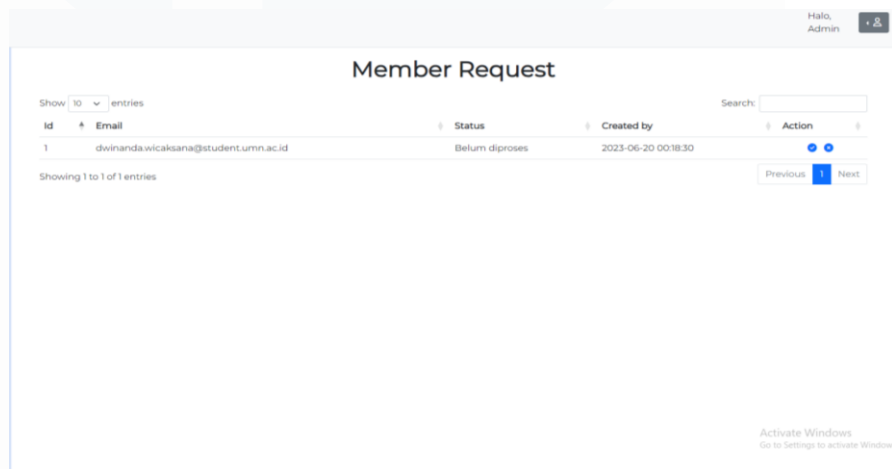 Halo,
Admin
Member Request
Show 10 entries Search:
Id Email Status Created by Action
1 dwinanda.wicaksana@student.umn.ac.id Belum diproses 2023-06-20 00:18:30
Showing 1 to 1 of 1 entries Previous 1 Next
Activate Windows
Go to Settings to activate Window